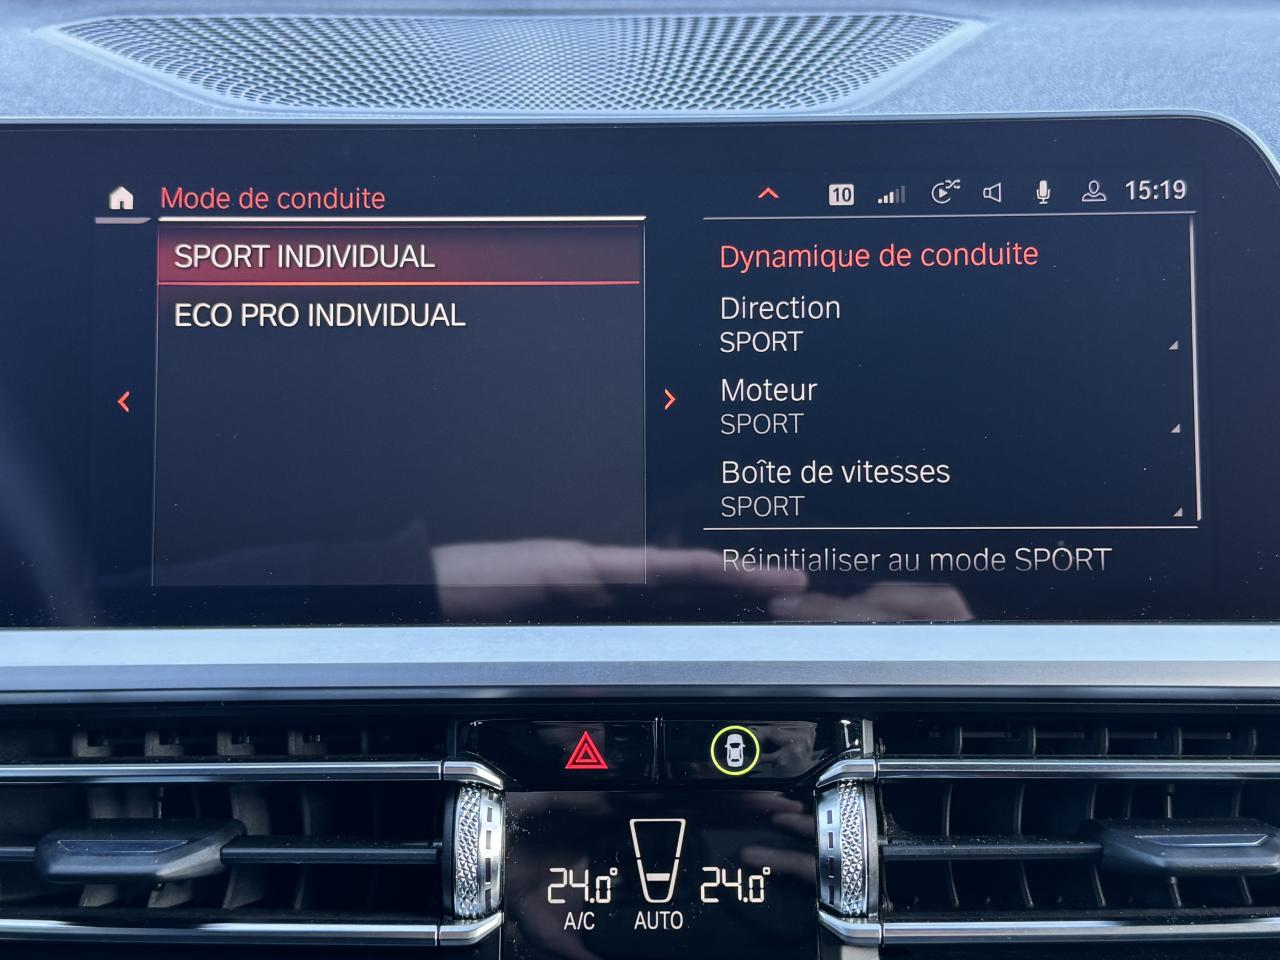 Mode de conduite
10
15:19
SPORT INDIVIDUAL
ECO PRO INDIVIDUAL
Dynamique de conduite
Direction
SPORT
Moteur
SPORT
Boîte de vitesses
SPORT
Réinitialiser au mode SPORT
24.0°
24.0°
A/C
AUTO